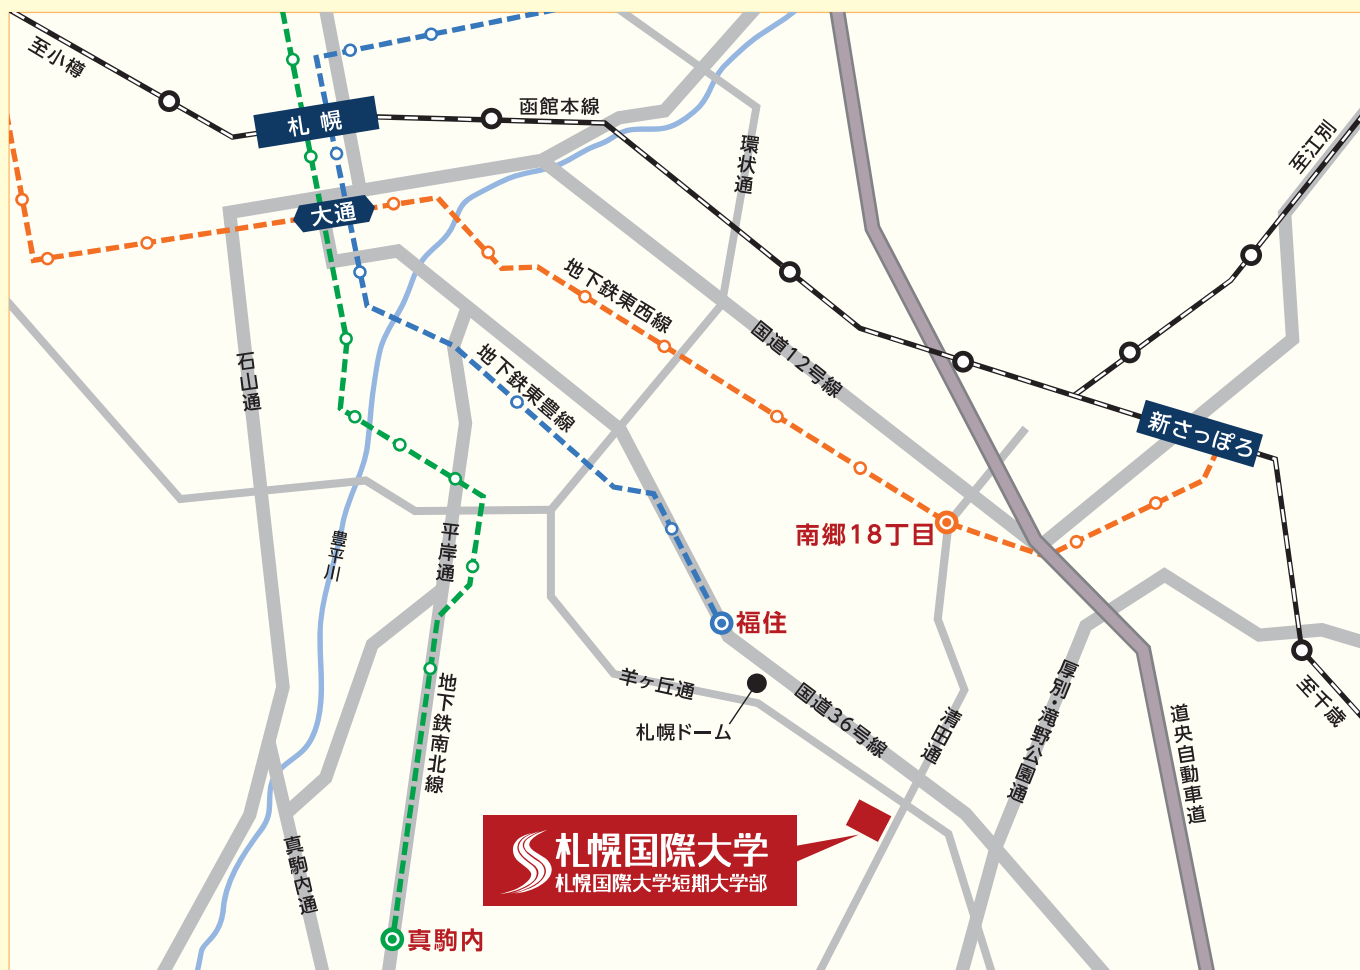 至小樽
札幌
函館本線
環状通
至江別
大通
地下鉄東西線
国道12号線
石山通
地下鉄東豊線
新さっぽろ
豊平川
平岸通
南郷18丁目
福住
羊ヶ丘通
札幌ドーム
国道36号線
清田通
厚別・滝野公園通
道央自動車道
至千歳
地下鉄南北線
真駒内通
札幌国際大学
札幌国際大学短期大学部
真駒内